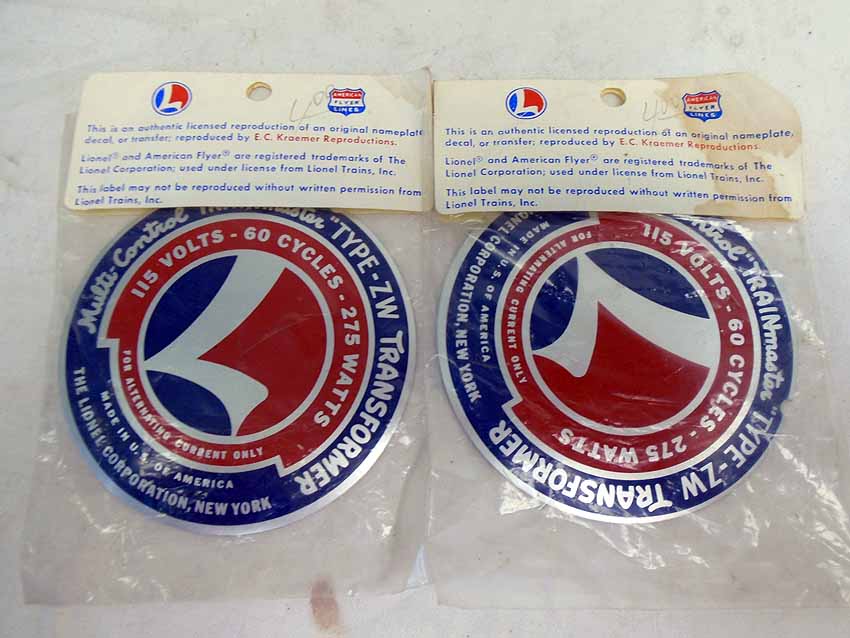 L
4.00
AMERICAN
FLYER
LINES
This is an authentic licensed reproduction of an original nameplate,
decal, or transfer; reproduced by E.C. Kraemer Reproductions.
Lionel® and American Flyer® are registered trademarks of The
Lionel Corporation; used under license from Lionel Trains, Inc.
This label may not be reproduced without written permission from
Lionel Trains, Inc.
Multi-Control "TRAINmaster" TYPE-ZW TRANSFORMER
115 VOLTS - 60 CYCLES - 275 WATTS
L
FOR ALTERNATING CURRENT ONLY
MADE IN U.S. OF AMERICA
THE LIONEL CORPORATION, NEW YORK
L
4.00
AMERICAN
FLYER
LINES
This is an authentic licensed reproduction of an original nameplate,
decal, or transfer; reproduced by E.C. Kraemer Reproductions.
Lionel® and American Flyer® are registered trademarks of The
Lionel Corporation; used under license from Lionel Trains, Inc.
This label may not be reproduced without written permission from
Lionel Trains, Inc.
Control "TRAINmaster" TYPE-ZW TRANSFORMER
115 VOLTS - 60 CYCLES - 275 WATTS
L
FOR ALTERNATING CURRENT ONLY
MADE IN U.S. OF AMERICA
LIONEL CORPORATION, NEW YORK